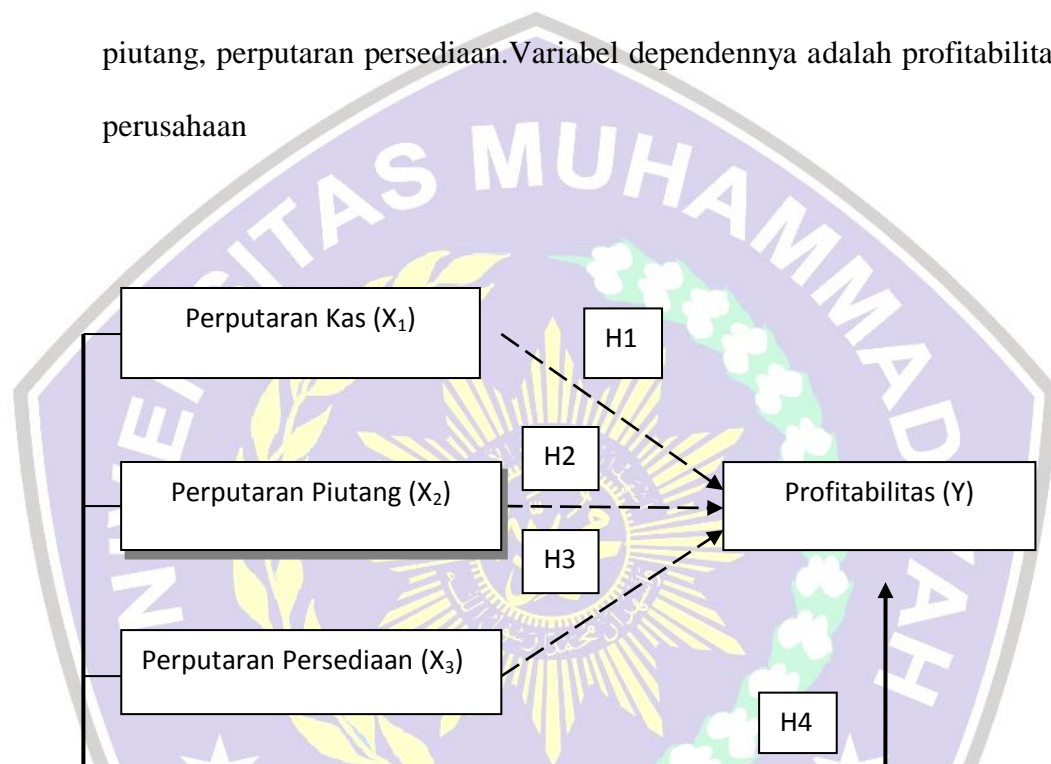 piutang, perputaran persediaan.Variabel dependennya adalah profitabilita
perusahaan
MUHAMMAD
Perputaran Kas (X₁)
H1
H2
Perputaran Piutang (X₂)
Profitabilitas (Y)
H3
Perputaran Persediaan (X₃)
H4